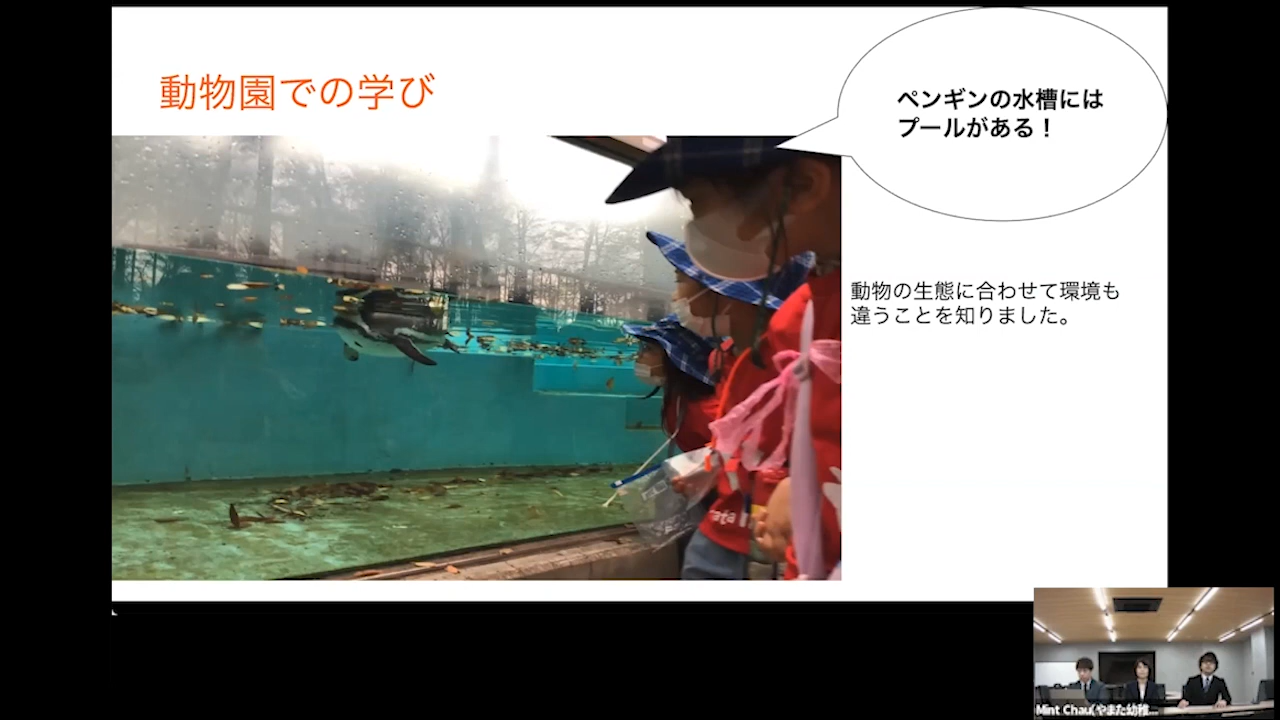 動物園での学び
ペンギンの水槽には
プールがある！
動物の生態に合わせて環境も
違うことを知りました。
Mint Chau(やまた幼稚...